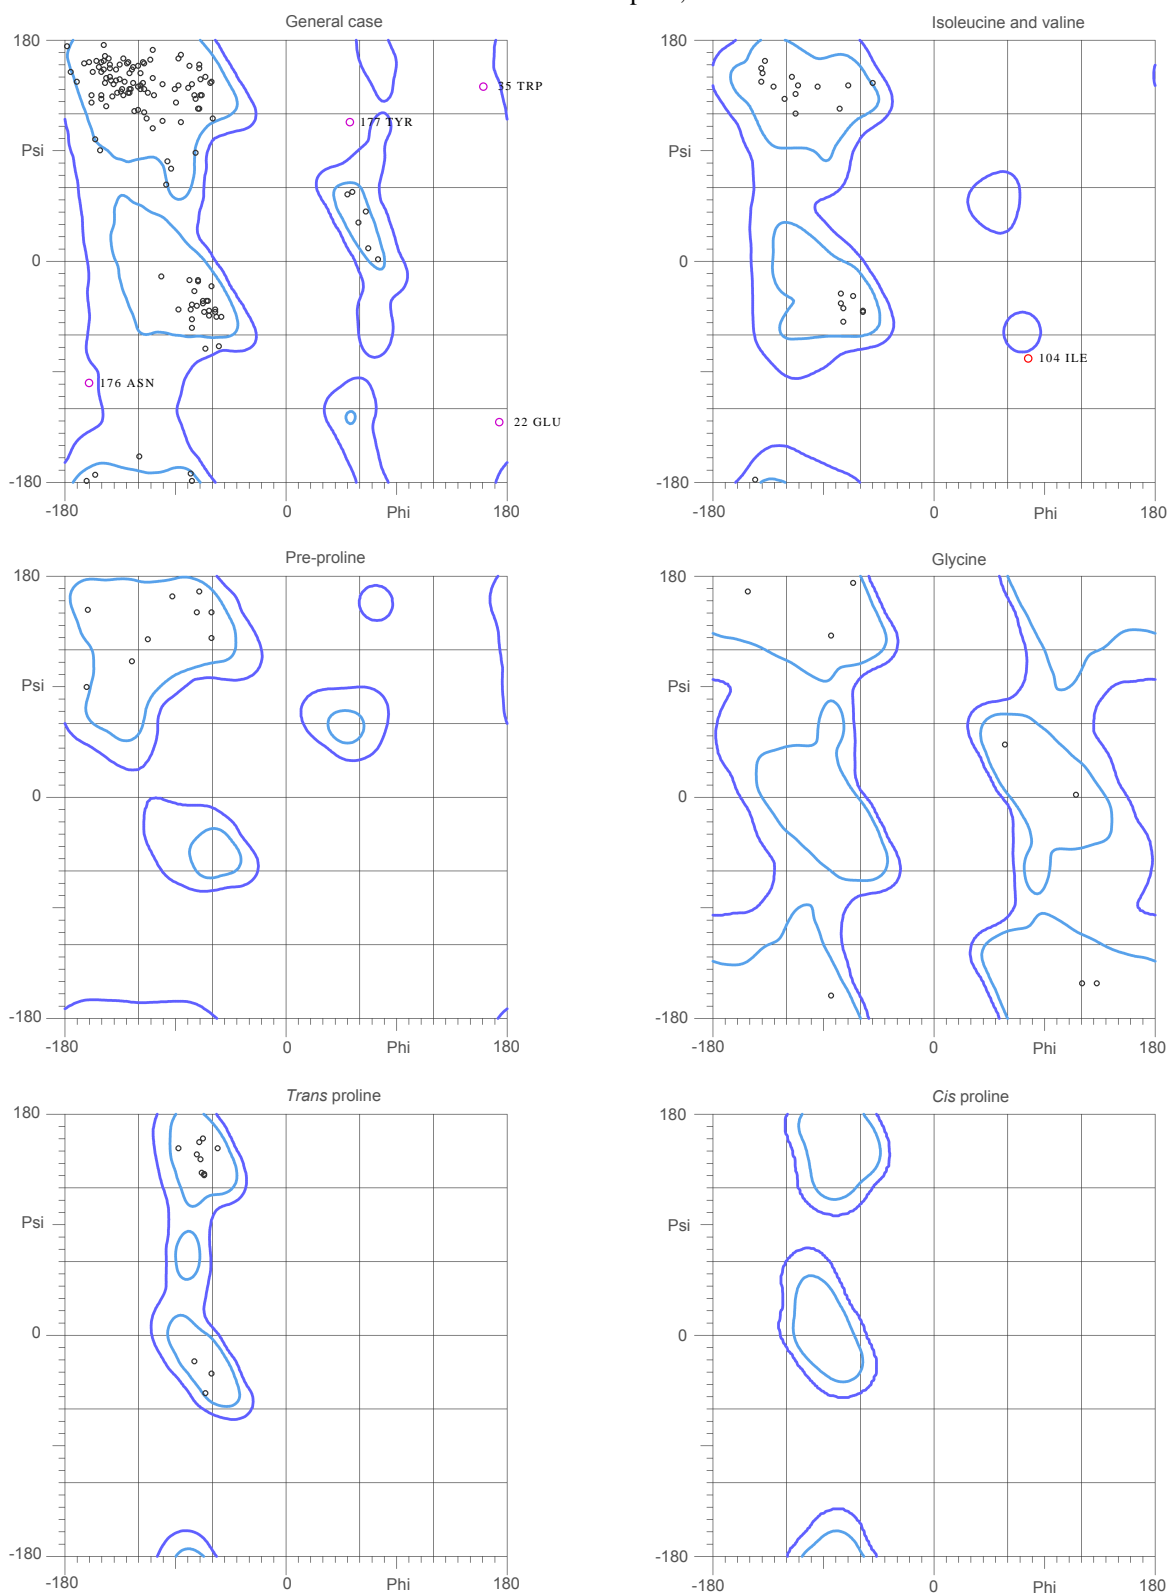 General case
Isoleucine and valine
180
180
35 TRP
177 TYR
Psi
Psi
0
0
104 ILE
176 ASN
22 GLU
-180
-180
-180
0
Phi
180
-180
0
Phi
180
Pre-proline
Glycine
180
180
Psi
Psi
0
0
-180
-180
-180
0
Phi
180
-180
0
Phi
180
Trans proline
Cis proline
180
180
Psi
Psi
0
0
-180
-180
-180
0
Phi
180
-180
0
Phi
180